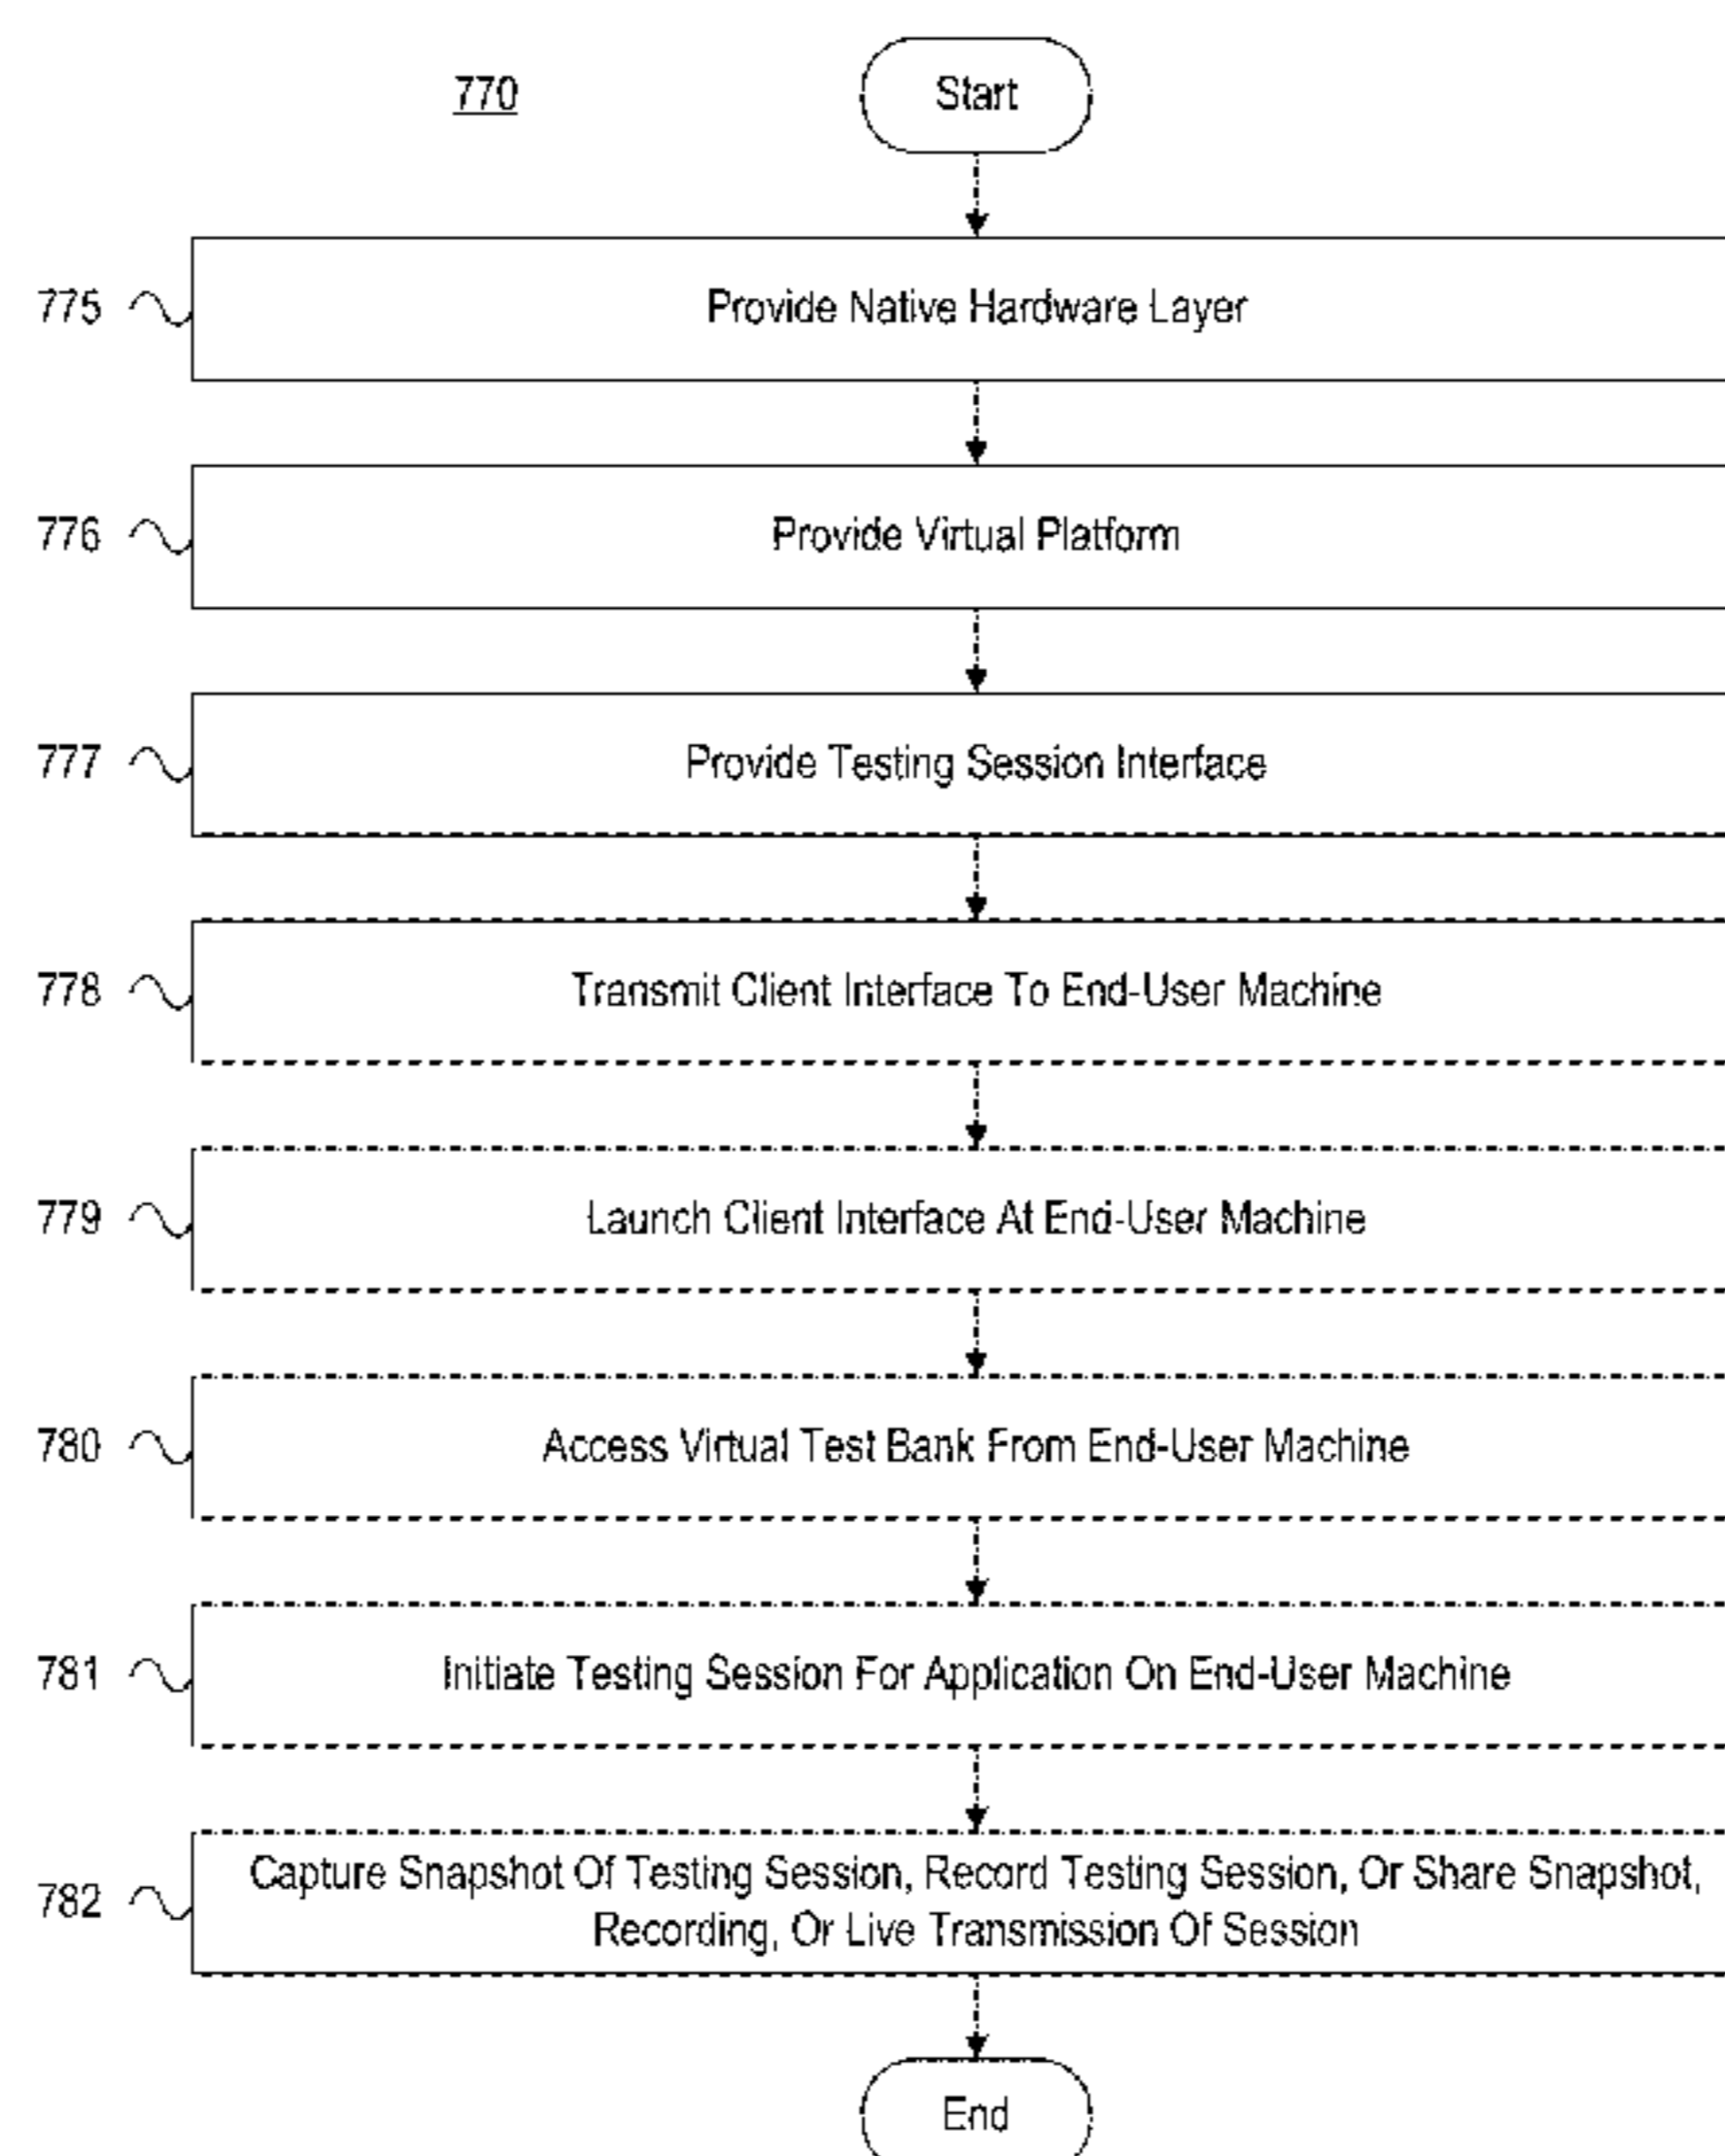 770
Start
775
Provide Native Hardware Layer
776
Provide Virtual Platform
777
Provide Testing Session Interface
778
Transmit Client Interface To End-User Machine
779
Launch Client Interface At End-User Machine
780
Access Virtual Test Bank From End-User Machine
781
Initiate Testing Session For Application On End-User Machine
782
Capture Snapshot Of Testing Session, Record Testing Session, Or Share Snapshot,
Recording, Or Live Transmission Of Session
End